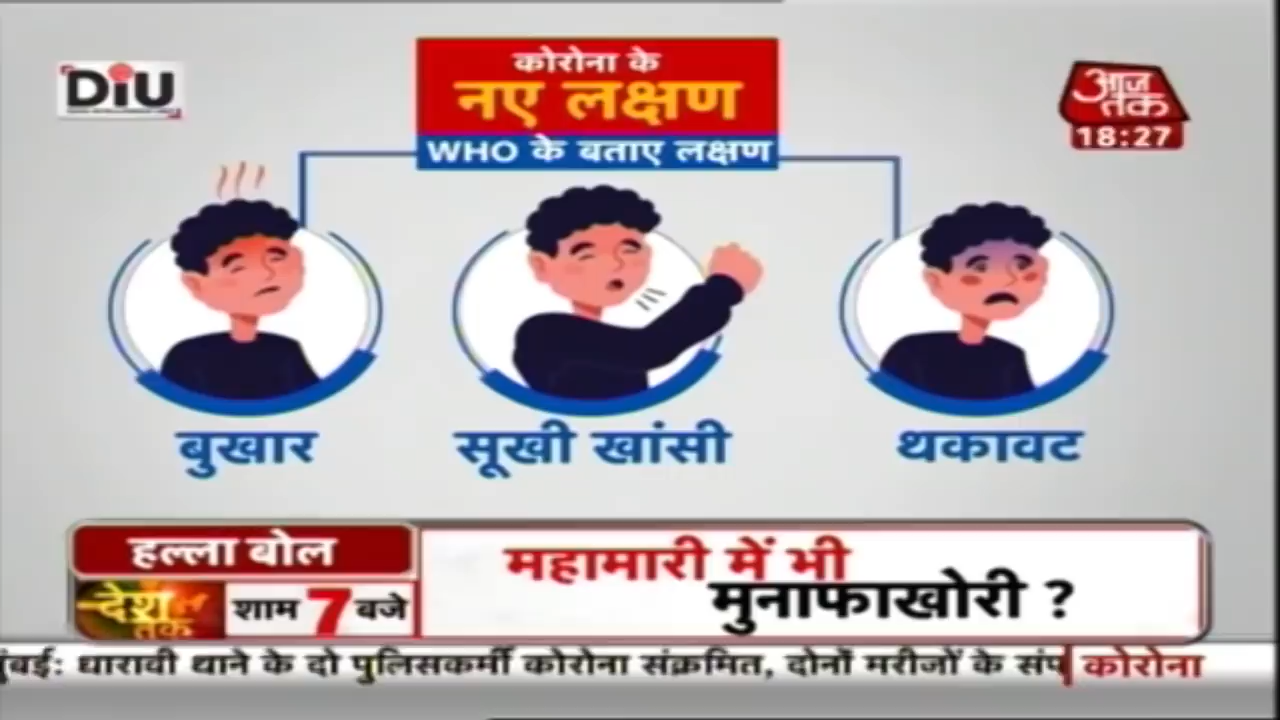 DiU
कोरोना के
नए लक्षण
WHO के बताए लक्षण
आज
तक
18:27
बुखार
सूखी खांसी
थकावट
हल्ला बोल
देश
तक
शाम 7 बजे
महामारी में भी
मुनाफाखोरी ?
धारावी थाने के दो पुलिसकर्मी कोरोना संक्रमित, दोनों मरीजों के
कोरोना